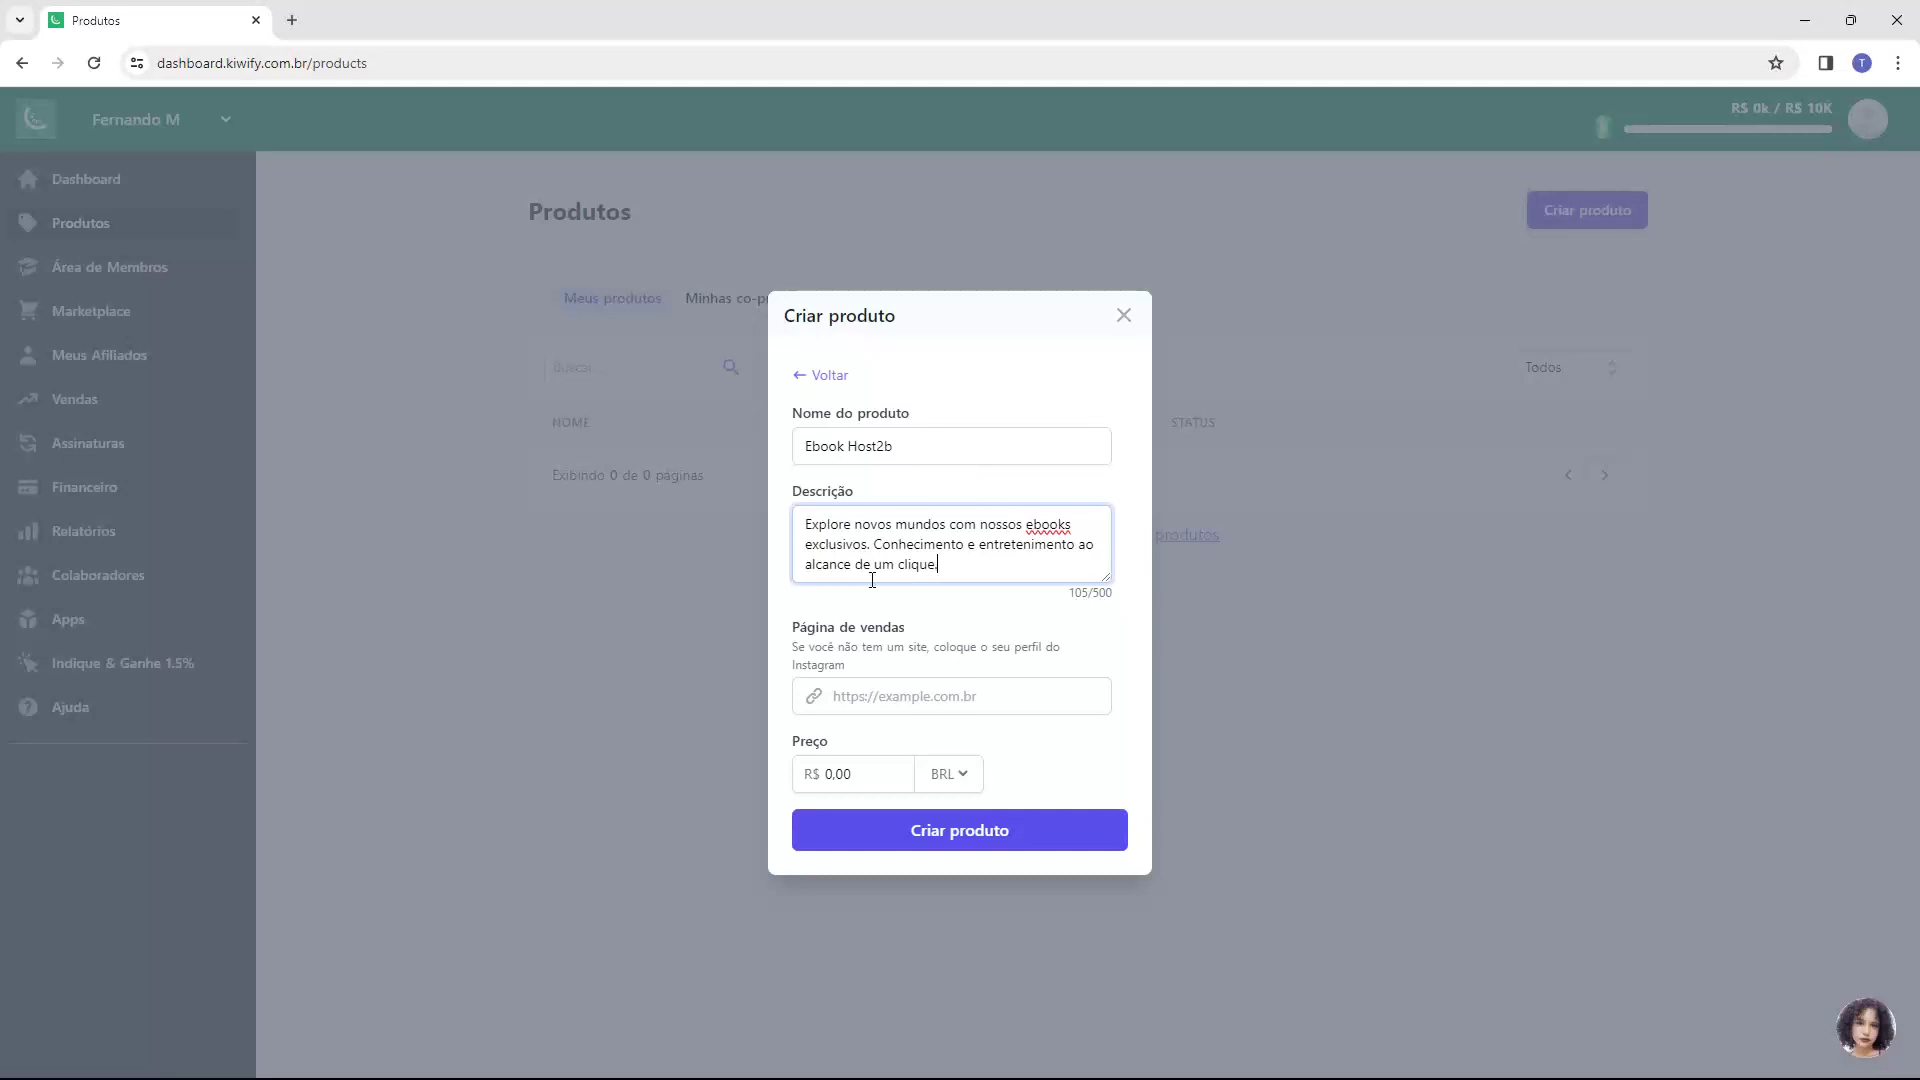 Produtos
dashboard.kiwify.com.br/products
T
Fernando M
R$ 0k / R$ 10K
Dashboard
Produtos
Área de Membros
Marketplace
Meus Afiliados
Vendas
Assinaturas
Financeiro
Relatórios
Colaboradores
Apps
Indique & Ganhe 1.5%
Ajuda
Produtos
Criar produto
Meus produtos
Minhas co-p
Buscar...
Todos
NOME
STATUS
Exibindo 0 de 0 páginas
produtos
Criar produto
← Voltar
Nome do produto
Ebook Host2b
Descrição
Explore novos mundos com nossos ebooks
exclusivos. Conhecimento e entretenimento ao
alcance de um clique.
105/500
Página de vendas
Se você não tem um site, coloque o seu perfil do
Instagram
https://example.com.br
Preço
R$ 0,00
BRL
Criar produto